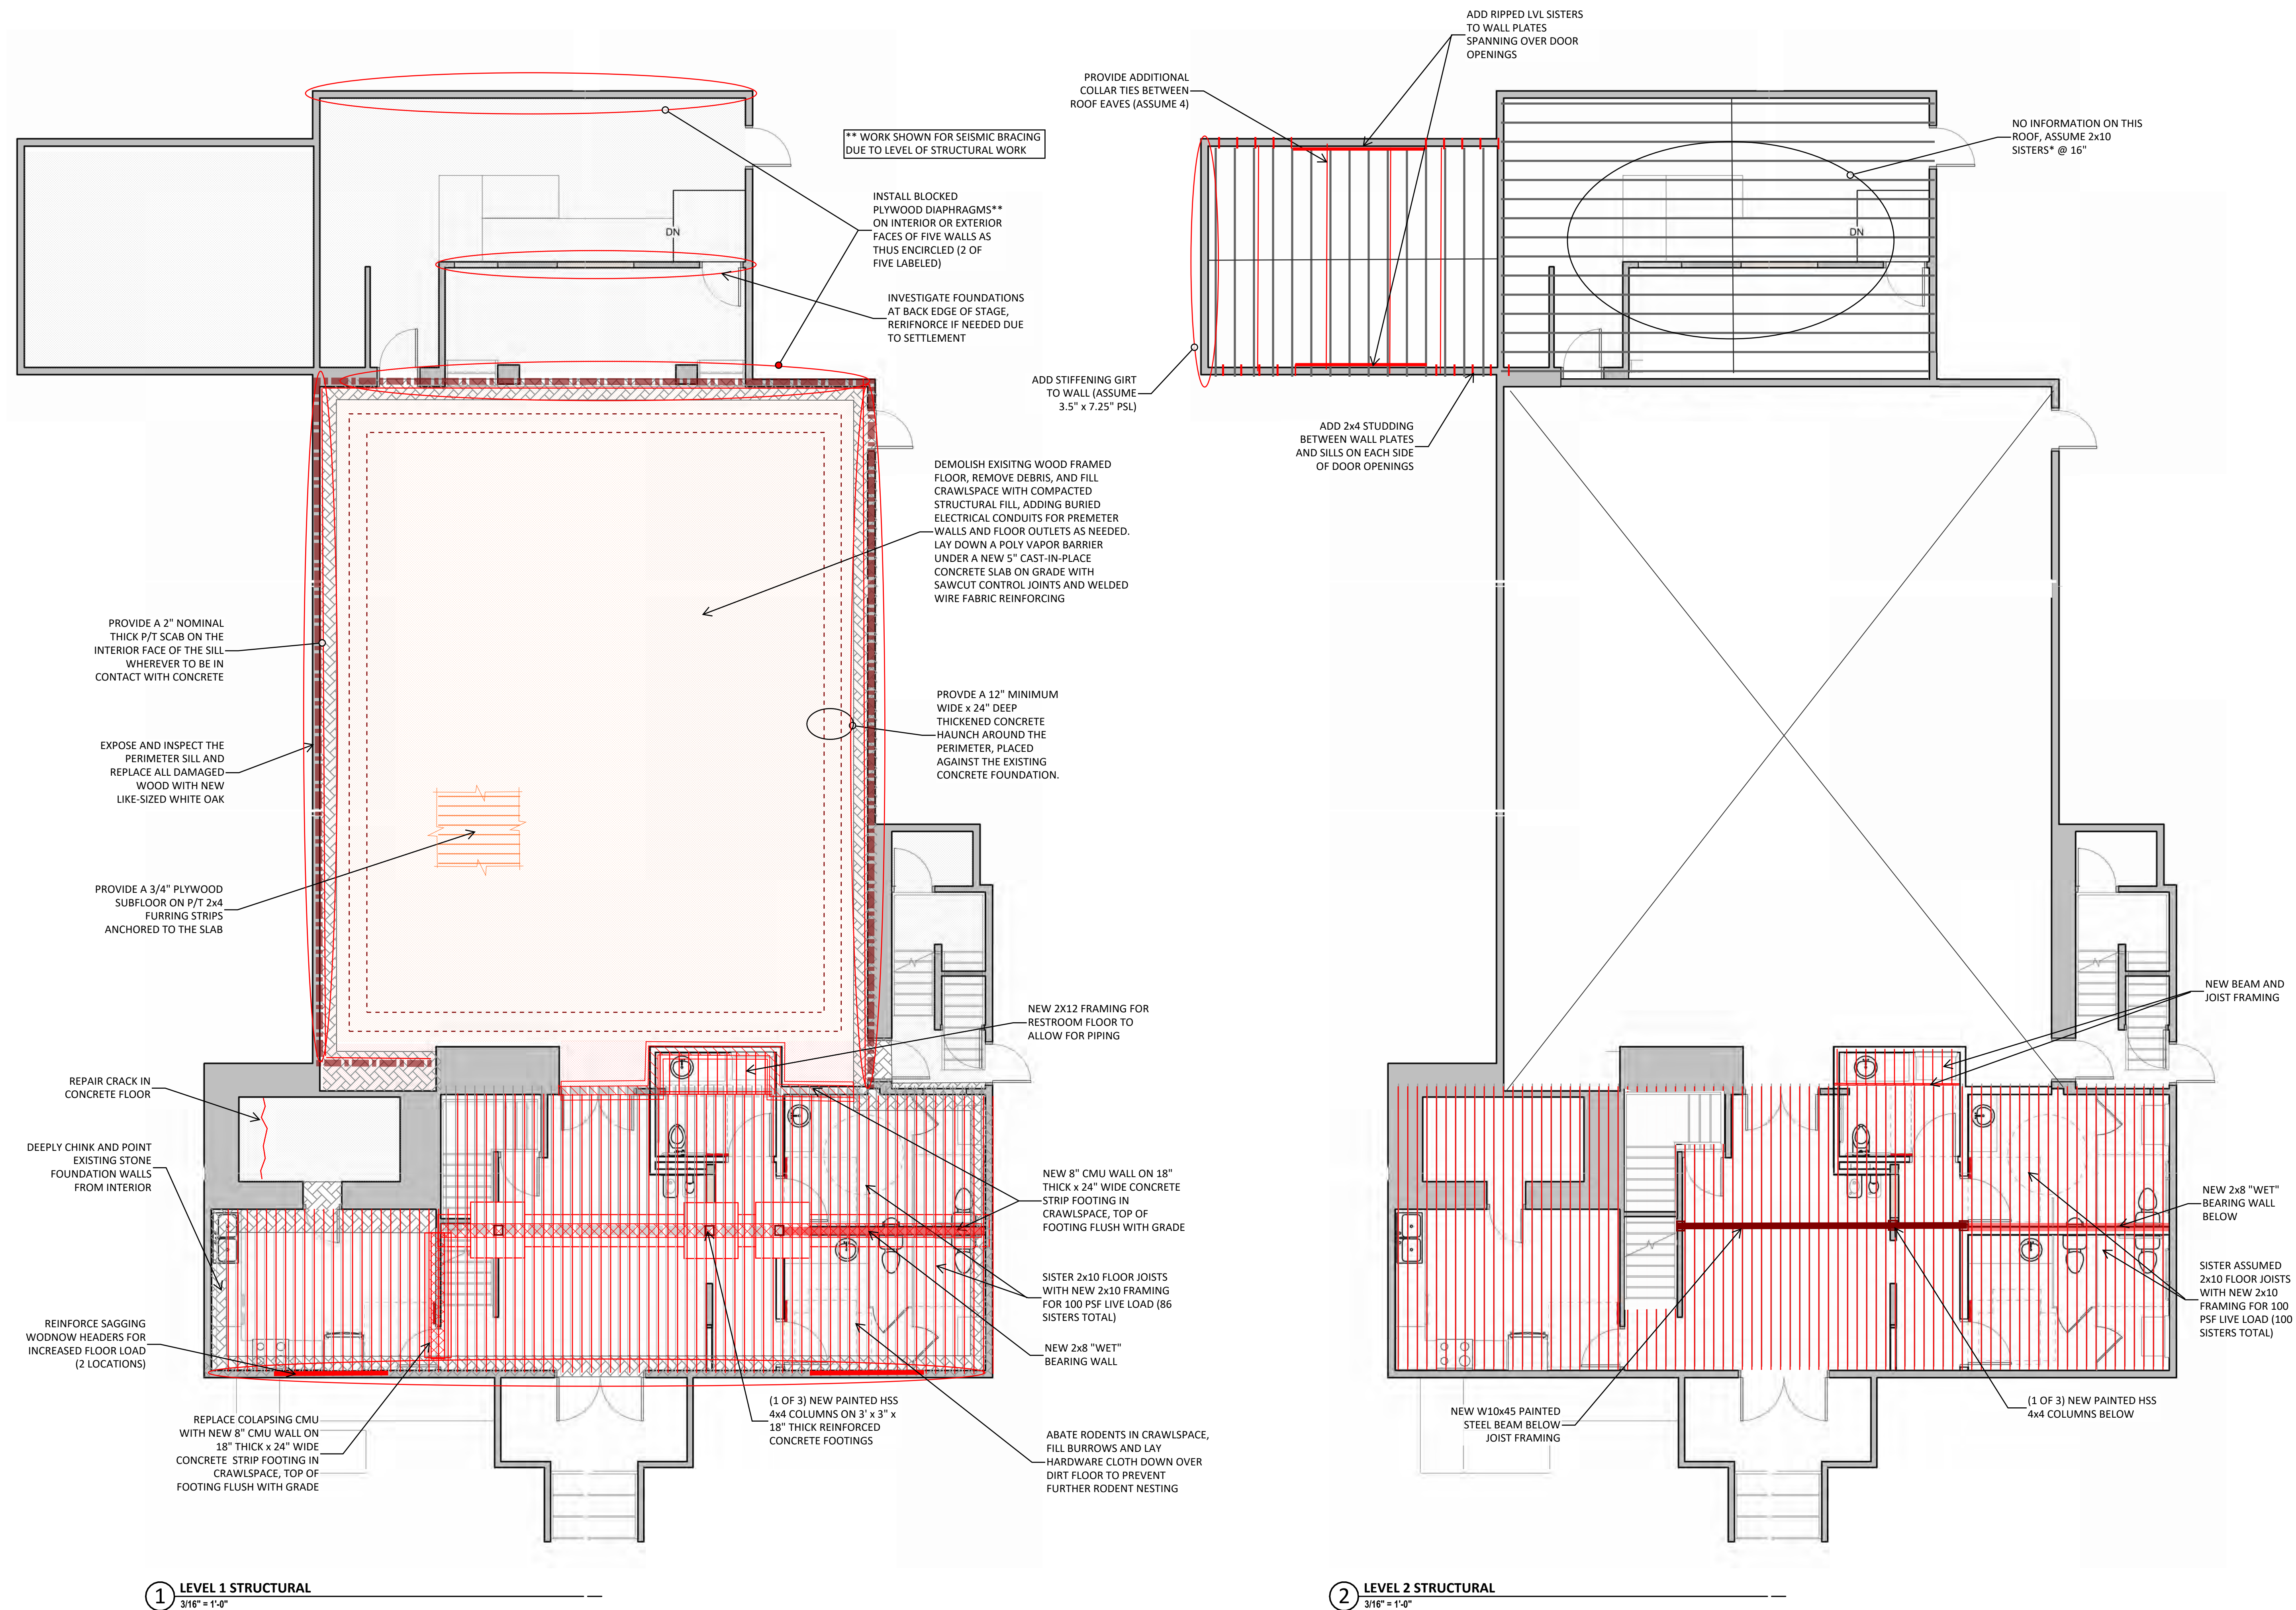 ** WORK SHOWN FOR SEISMIC BRACING
DUE TO LEVEL OF STRUCTURAL WORK
INSTALL BLOCKED
PLYWOOD DIAPHRAGMS**
ON INTERIOR OR EXTERIOR
FACES OF FIVE WALLS AS
THUS ENCIRCLED (2 OF
FIVE LABELED)
DN
INVESTIGATE FOUNDATIONS
AT BACK EDGE OF STAGE,
RERIFNORCE IF NEEDED DUE
TO SETTLEMENT
DEMOLISH EXISITNG WOOD FRAMED
FLOOR, REMOVE DEBRIS, AND FILL
CRAWLSPACE WITH COMPACTED
STRUCTURAL FILL, ADDING BURIED
ELECTRICAL CONDUITS FOR PREMETER
WALLS AND FLOOR OUTLETS AS NEEDED.
LAY DOWN A POLY VAPOR BARRIER
UNDER A NEW 5" CAST-IN-PLACE
CONCRETE SLAB ON GRADE WITH
SAWCUT CONTROL JOINTS AND WELDED
WIRE FABRIC REINFORCING
PROVIDE A 2" NOMINAL
THICK P/T SCAB ON THE
INTERIOR FACE OF THE SILL
WHEREVER TO BE IN
CONTACT WITH CONCRETE
PROVDE A 12" MINIMUM
WIDE x 24" DEEP
THICKENED CONCRETE
HAUNCH AROUND THE
PERIMETER, PLACED
AGAINST THE EXISTING
CONCRETE FOUNDATION.
EXPOSE AND INSPECT THE
PERIMETER SILL AND
REPLACE ALL DAMAGED
WOOD WITH NEW
LIKE-SIZED WHITE OAK
PROVIDE A 3/4" PLYWOOD
SUBFLOOR ON P/T 2x4
FURRING STRIPS
ANCHORED TO THE SLAB
NEW 2X12 FRAMING FOR
RESTROOM FLOOR TO
ALLOW FOR PIPING
REPAIR CRACK IN
CONCRETE FLOOR
DEEPLY CHINK AND POINT
EXISTING STONE
FOUNDATION WALLS
FROM INTERIOR
NEW 8" CMU WALL ON 18"
THICK x 24" WIDE CONCRETE
STRIP FOOTING IN
CRAWLSPACE, TOP OF
FOOTING FLUSH WITH GRADE
SISTER 2x10 FLOOR JOISTS
WITH NEW 2x10 FRAMING
FOR 100 PSF LIVE LOAD (86
SISTERS TOTAL)
REINFORCE SAGGING
WODNOW HEADERS FOR
INCREASED FLOOR LOAD
(2 LOCATIONS)
NEW 2x8 "WET"
BEARING WALL
REPLACE COLAPSING CMU
WITH NEW 8" CMU WALL ON
18" THICK x 24" WIDE
CONCRETE STRIP FOOTING IN
CRAWLSPACE, TOP OF
FOOTING FLUSH WITH GRADE
(1 OF 3) NEW PAINTED HSS
4x4 COLUMNS ON 3' x 3" x
18" THICK REINFORCED
CONCRETE FOOTINGS
ABATE RODENTS IN CRAWLSPACE,
FILL BURROWS AND LAY
HARDWARE CLOTH DOWN OVER
DIRT FLOOR TO PREVENT
FURTHER RODENT NESTING
1
LEVEL 1 STRUCTURAL
3/16" = 1'-0"
ADD RIPPED LVL SISTERS
TO WALL PLATES
SPANNING OVER DOOR
OPENINGS
PROVIDE ADDITIONAL
COLLAR TIES BETWEEN
ROOF EAVES (ASSUME 4)
NO INFORMATION ON THIS
ROOF, ASSUME 2x10
SISTERS* @ 16"
DN
ADD STIFFENING GIRT
TO WALL (ASSUME
3.5" x 7.25" PSL)
ADD 2x4 STUDDING
BETWEEN WALL PLATES
AND SILLS ON EACH SIDE
OF DOOR OPENINGS
NEW BEAM AND
JOIST FRAMING
NEW 2x8 "WET"
BEARING WALL
BELOW
SISTER ASSUMED
2x10 FLOOR JOISTS
WITH NEW 2x10
FRAMING FOR 100
PSF LIVE LOAD (100
SISTERS TOTAL)
NEW W10x45 PAINTED
STEEL BEAM BELOW
JOIST FRAMING
(1 OF 3) NEW PAINTED HSS
4x4 COLUMNS BELOW
2
LEVEL 2 STRUCTURAL
3/16" = 1'-0"